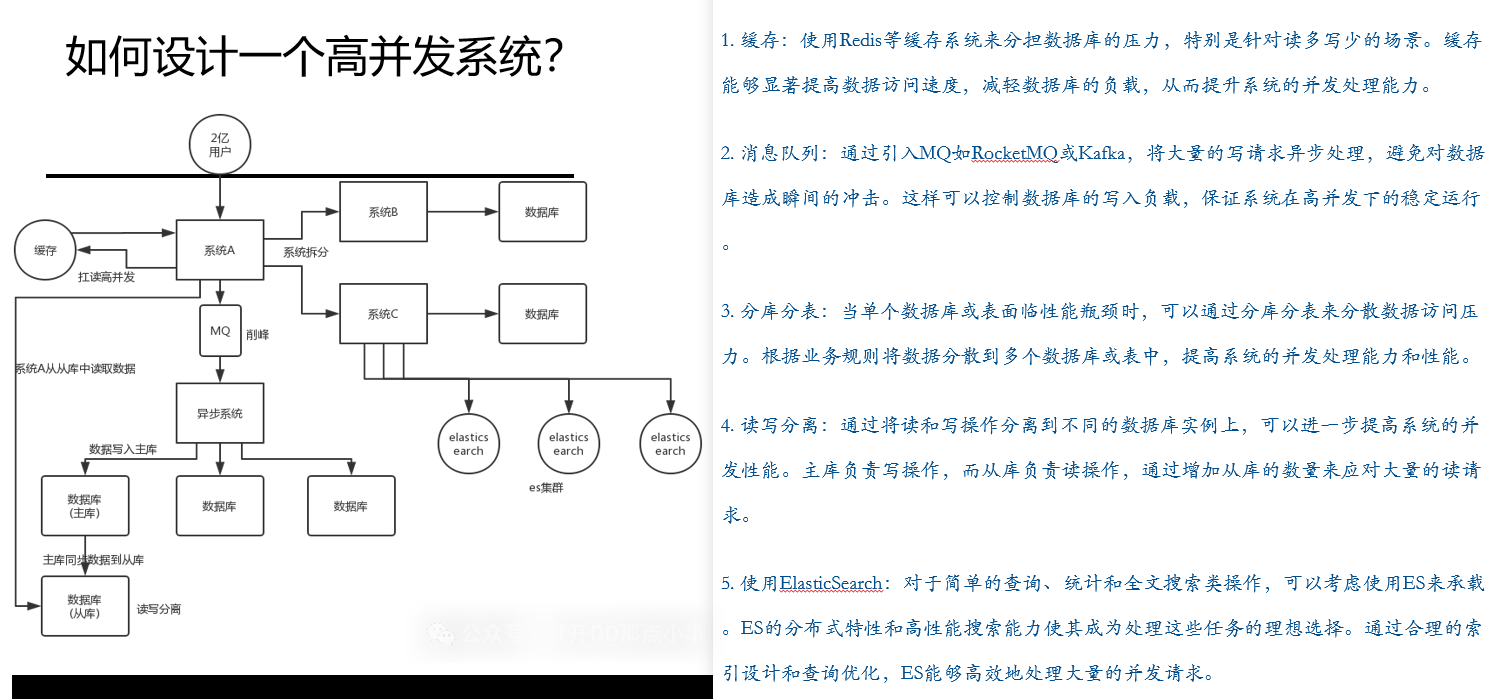 如何设计一个高并发系统？
2亿
用户
系统B
数据库
缓存
系统A
系统拆分
扛读高并发
系统C
数据库
MQ
削峰
系统A从从库中读取数据
异步系统
elastics
earch
elastics
earch
elastics
earch
数据写入主库
es集群
数据库
(主库)
数据库
数据库
主库同步数据到从库
数据库
(从库)
读写分离
1. 缓存：使用Redis等缓存系统来分担数据库的压力，特别是针对读多写少的场景。缓存
能够显著提高数据访问速度，减轻数据库的负载，从而提升系统的并发处理能力。
2. 消息队列：通过引入MQ如RocketMQ或Kafka，将大量的写请求异步处理，避免对数据
库造成瞬间的冲击。这样可以控制数据库的写入负载，保证系统在高并发下的稳定运行
。
3. 分库分表：当单个数据库或表面临性能瓶颈时，可以通过分库分表来分散数据访问压
力。根据业务规则将数据分散到多个数据库或表中，提高系统的并发处理能力和性能。
4. 读写分离：通过将读和写操作分离到不同的数据库实例上，可以进一步提高系统的并
发性能。主库负责写操作，而从库负责读操作，通过增加从库的数量来应对大量的读请
求。
5. 使用ElasticSearch：对于简单的查询、统计和全文搜索类操作，可以考虑使用ES来承载
。ES的分布式特性和高性能搜索能力使其成为处理这些任务的理想选择。通过合理的索
引设计和查询优化，ES能够高效地处理大量的并发请求。